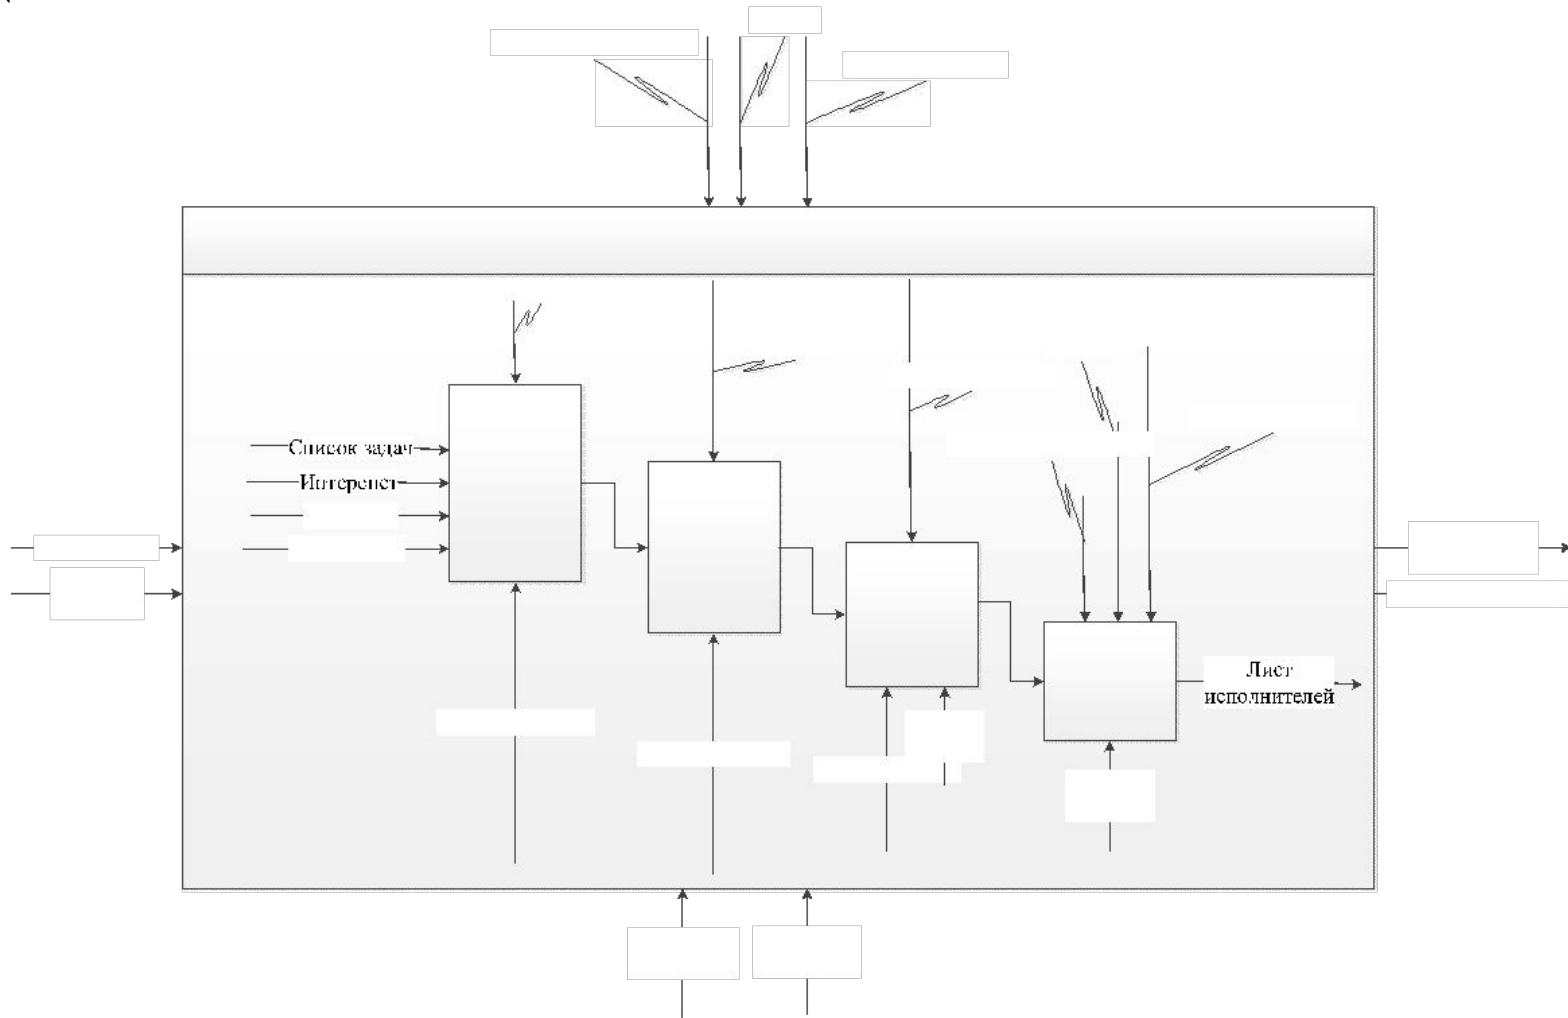 Список задач
Интернет
Лист
исполнителей